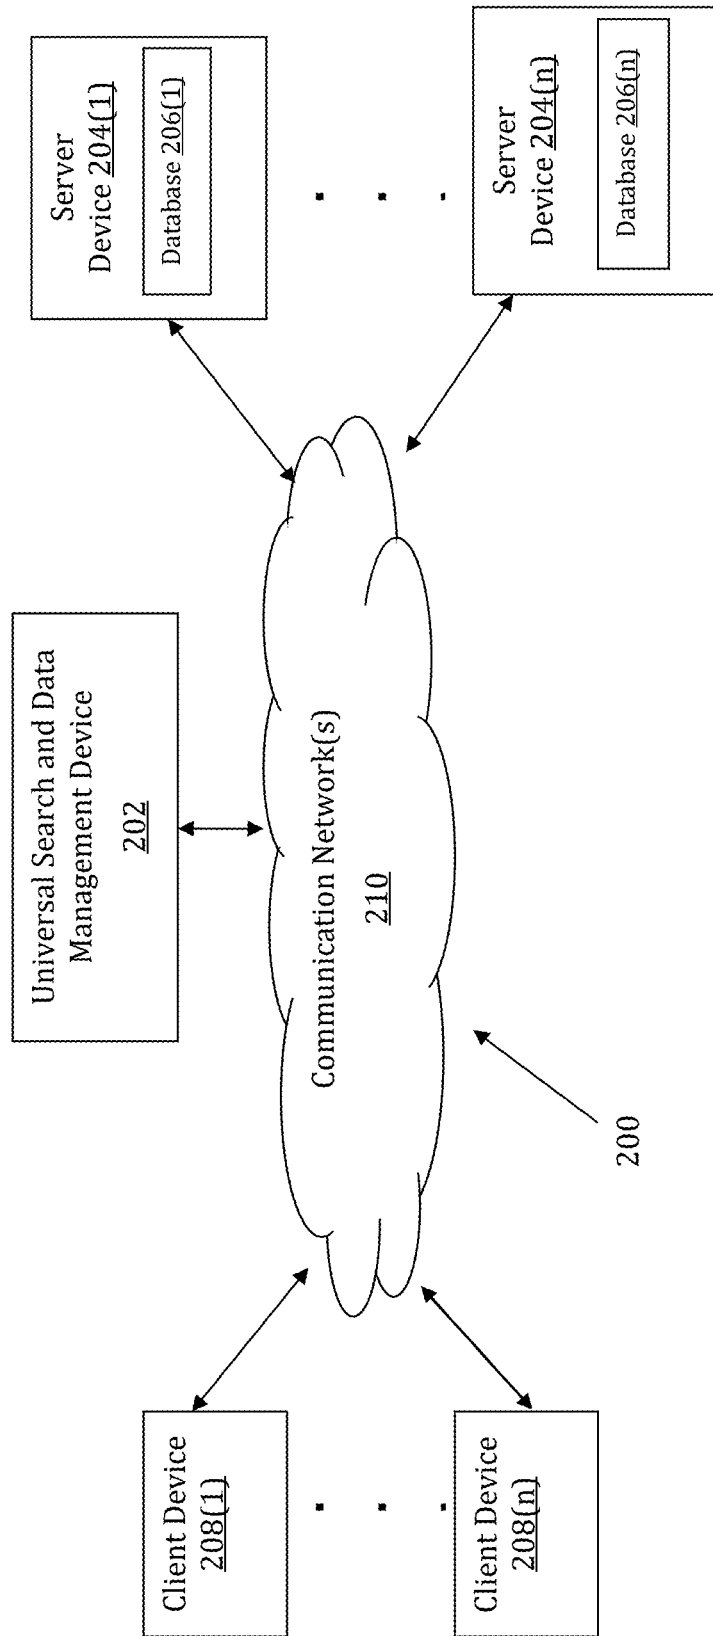 Universal Search and Data
Management Device
202
Server
Device 204(1)
Database 206(1)
Client Device
208(1)
Communication Network(s)
210
Server
Device 204(n)
Database 206(n)
Client Device
208(n)
200